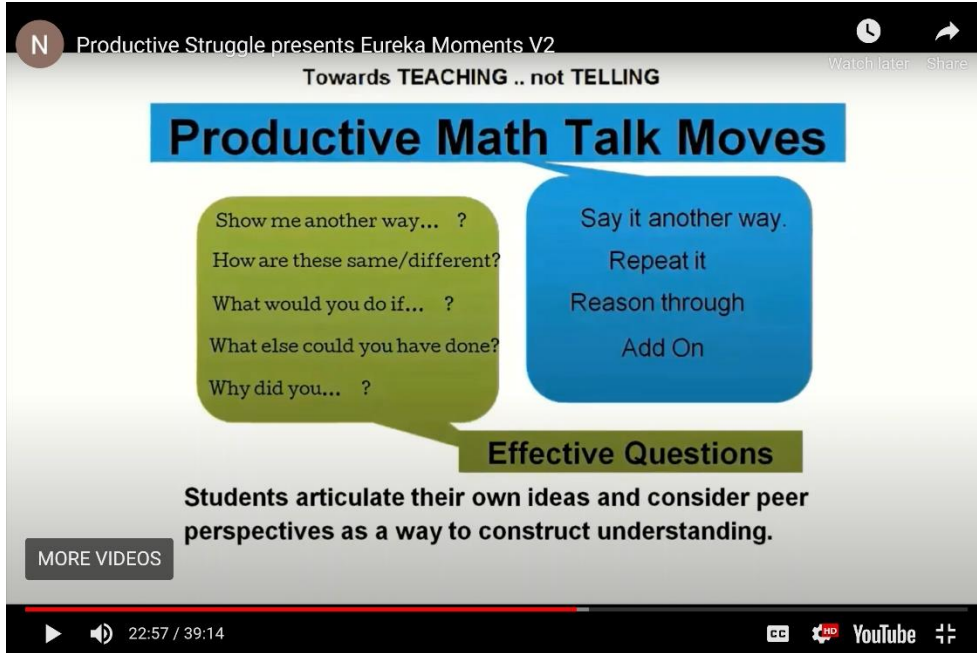 N
Productive Struggle presents Eureka Moments V2
Watch later
Share
Towards TEACHING .. not TELLING
Productive Math Talk Moves
Show me another way... ?
How are these same/different?
What would you do if... ?
What else could you have done?
Why did you... ?
Say it another way.
Repeat it
Reason through
Add On
Effective Questions
Students articulate their own ideas and consider peer
perspectives as a way to construct understanding.
MORE VIDEOS
22:57 / 39:14
CC
HD
YouTube